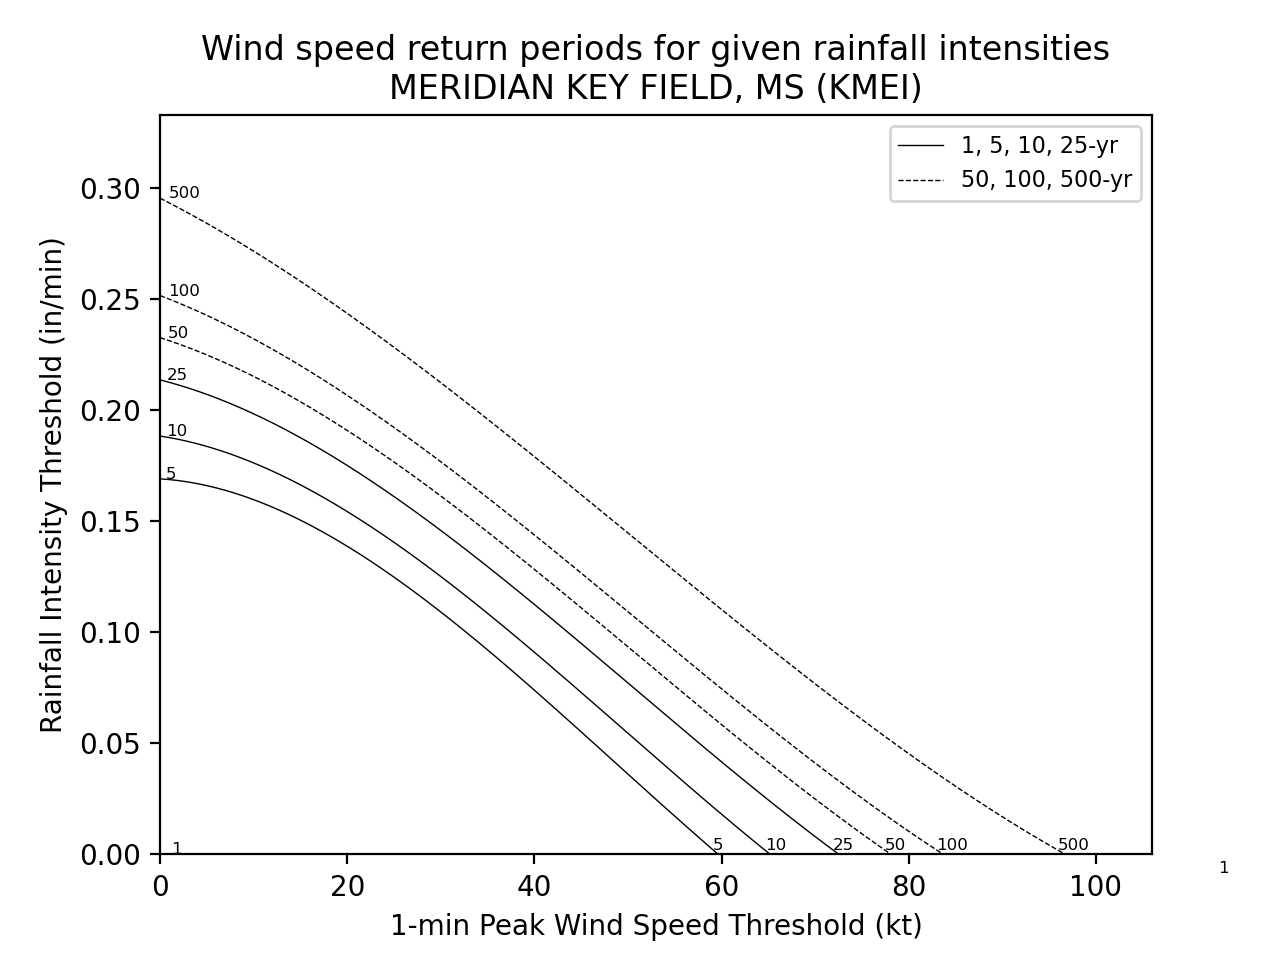 Wind speed return periods for given rainfall intensities
MERIDIAN KEY FIELD, MS (KMEI)
1, 5, 10, 25-yr
50, 100, 500-yr
Rainfall Intensity Threshold (in/min)
0.30
0.25
0.20
0.15
0.10
0.05
0.00
500
100
50
25
10
5
1
5 10 25 50 100 500
1
0 20 40 60 80 100
1-min Peak Wind Speed Threshold (kt)